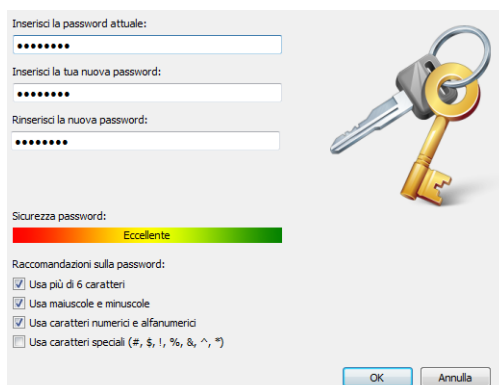 Inserisci la password attuale:
●●●●●●●●
Inserisci la tua nuova password:
●●●●●●●●
Rinserisci la nuova password:
●●●●●●●●
Sicurezza password:
Eccellente
Raccomandazioni sulla password:
Usa più di 6 caratteri
Usa maiuscole e minuscole
Usa caratteri numerici e alfanumerici
Usa caratteri speciali (#, $, !, %, &, ^, *)
OK Annulla